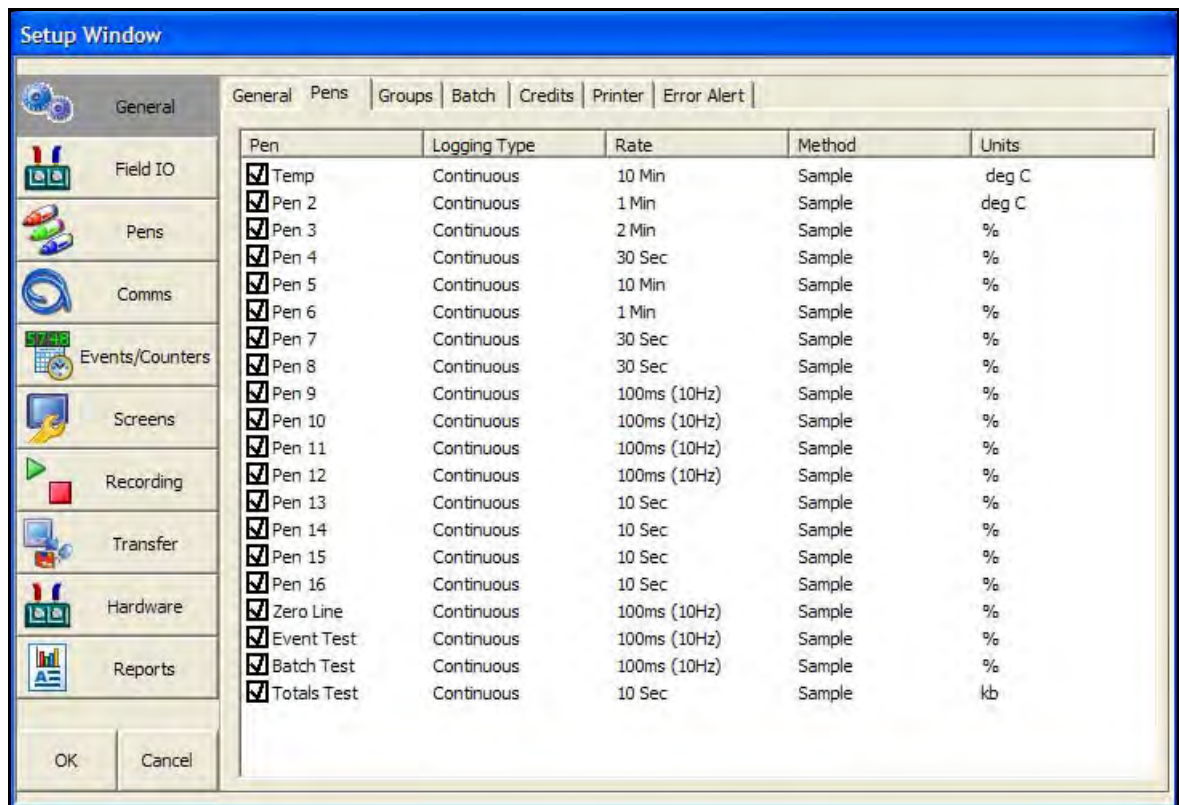 Setup Window
General
Field IO
Pens
Comms
57:48
Events/Counters
Screens
Recording
Transfer
Hardware
Reports
OK Cancel
General Pens Groups Batch Credits Printer Error Alert
Pen Logging Type Rate Method Units
Temp Continuous 10 Min Sample deg C
Pen 2 Continuous 1 Min Sample deg C
Pen 3 Continuous 2 Min Sample %
Pen 4 Continuous 30 Sec Sample %
Pen 5 Continuous 10 Min Sample %
Pen 6 Continuous 1 Min Sample %
Pen 7 Continuous 30 Sec Sample %
Pen 8 Continuous 30 Sec Sample %
Pen 9 Continuous 100ms (10Hz) Sample %
Pen 10 Continuous 100ms (10Hz) Sample %
Pen 11 Continuous 100ms (10Hz) Sample %
Pen 12 Continuous 100ms (10Hz) Sample %
Pen 13 Continuous 10 Sec Sample %
Pen 14 Continuous 10 Sec Sample %
Pen 15 Continuous 10 Sec Sample %
Pen 16 Continuous 10 Sec Sample %
Zero Line Continuous 100ms (10Hz) Sample %
Event Test Continuous 100ms (10Hz) Sample %
Batch Test Continuous 100ms (10Hz) Sample %
Totals Test Continuous 10 Sec Sample kb